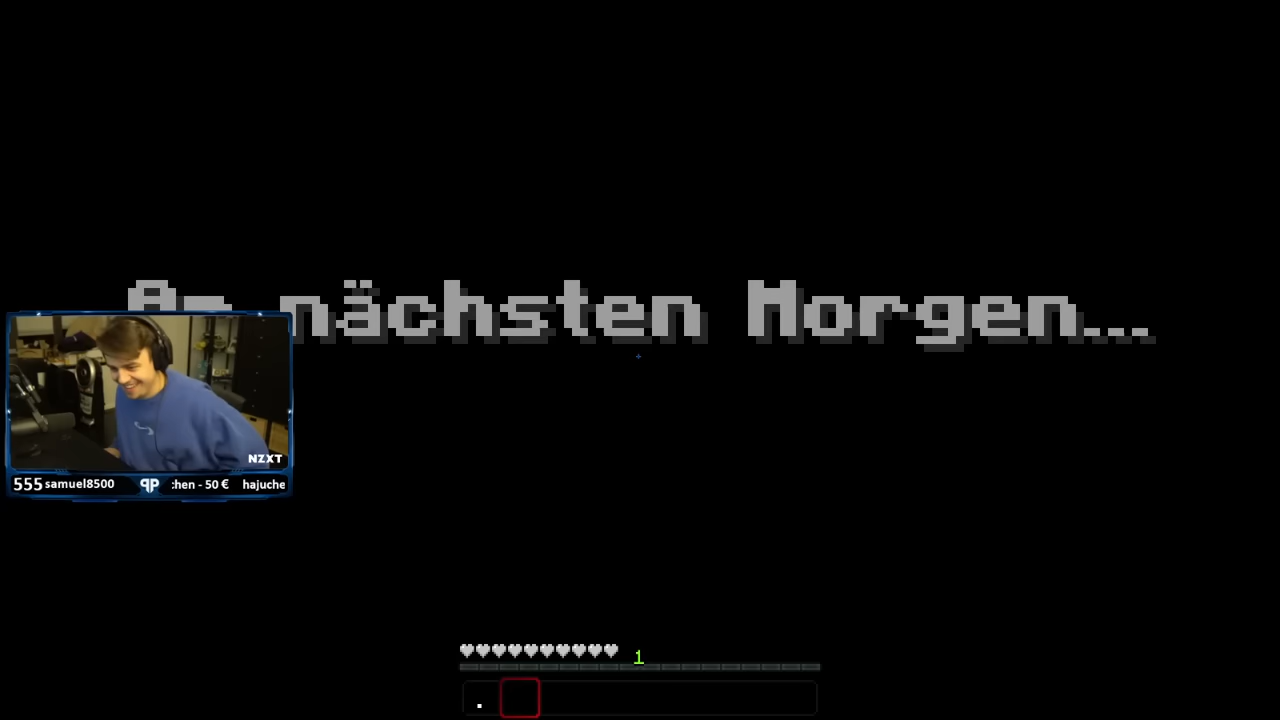 Am nächsten Morgen...
NZXT
555 samuel8500 :hen - 50 € hajuche
1